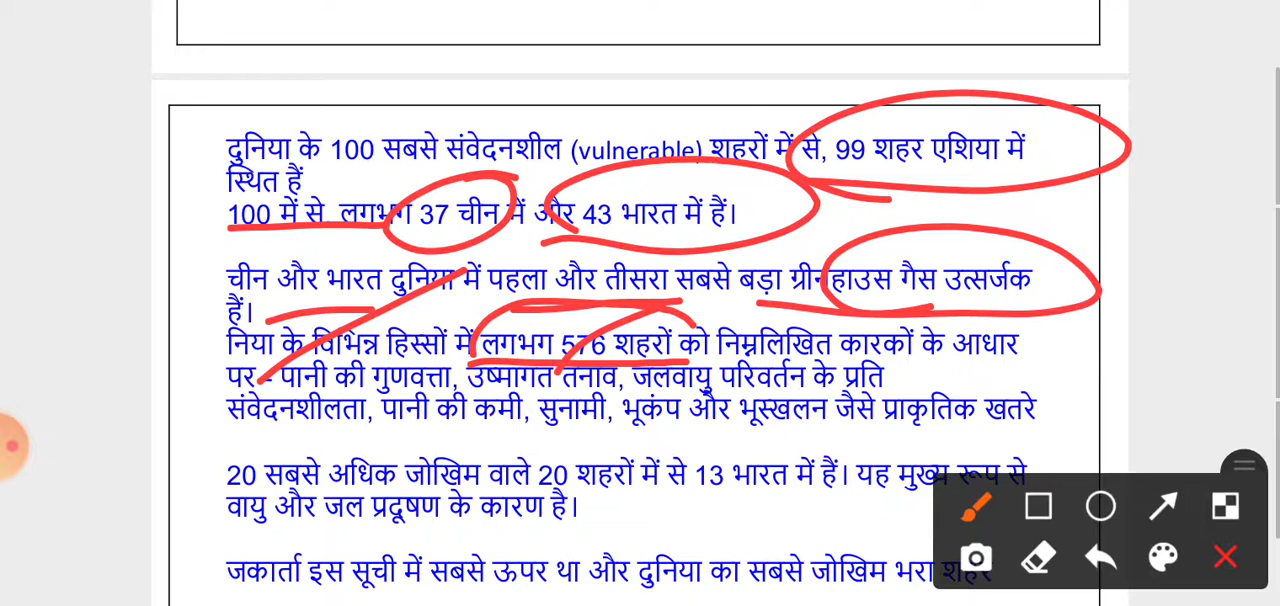 दुनिया के 100 सबसे संवेदनशील (vulnerable) शहरों में से, 99 शहर एशिया में
स्थित हैं
100 में से, लगभग 37 चीन में और 43 भारत में हैं।
चीन और भारत दुनिया में पहला और तीसरा सबसे बड़ा ग्रीनहाउस गैस उत्सर्जक
हैं।
निया के विभिन्न हिस्सों में लगभग 576 शहरों को निम्नलिखित कारकों के आधार
पर - पानी की गुणवत्ता, उष्मागत तनाव, जलवायु परिवर्तन के प्रति
संवेदनशीलता, पानी की कमी, सुनामी, भूकंप और भूस्खलन जैसे प्राकृतिक खतरे
20 सबसे अधिक जोखिम वाले 20 शहरों में से 13 भारत में हैं। यह मुख्य रूप से
वायु और जल प्रदूषण के कारण है।
जकार्ता इस सूची में सबसे ऊपर था और दुनिया का सबसे जोखिम भरा शहर